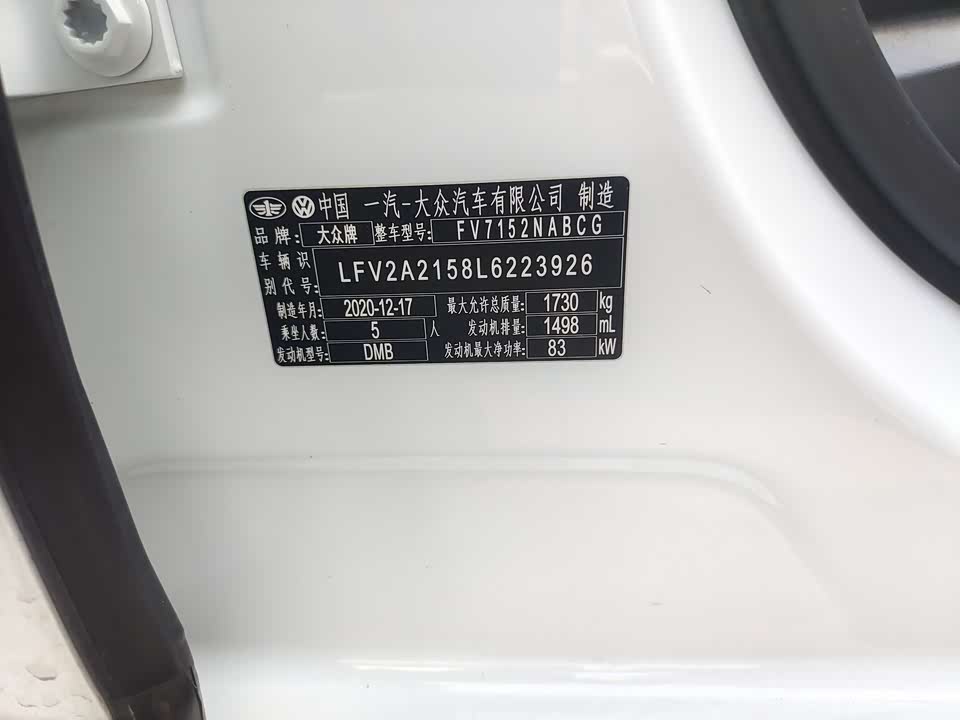 中国 一汽-大众汽车有限公司 制造
品牌: 大众牌 整车型号: FV7152NABCG
车辆识别代号: LFV2A2158L6223926
制造年月: 2020-12-17 最大允许总质量: 1730 kg
乘坐人数: 5 人 发动机排量: 1498 mL
发动机型号: DMB 发动机最大净功率: 83 kW